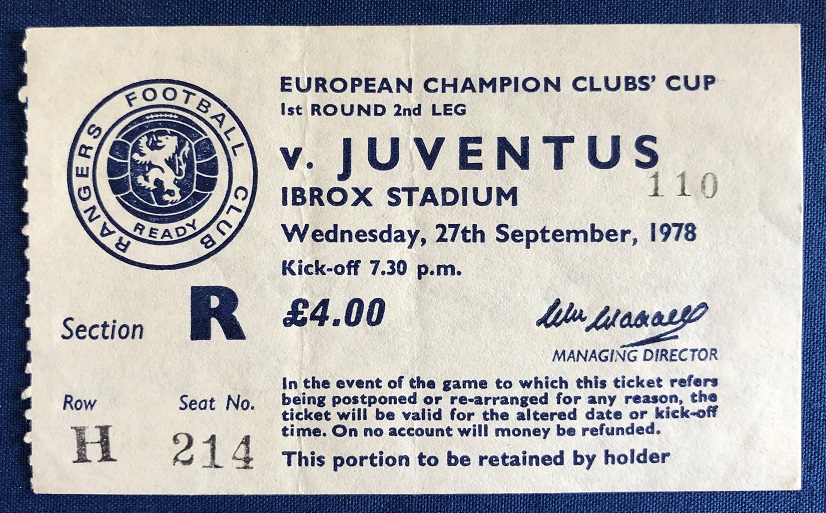 RANGERS FOOTBALL CLUB
READY
EUROPEAN CHAMPION CLUBS' CUP
1st ROUND 2nd LEG
v. JUVENTUS
110
IBROX STADIUM
Wednesday, 27th September, 1978
Kick-off 7.30 p.m.
Section R £4.00
MANAGING DIRECTOR
Row H
Seat No. 214
In the event of the game to which this ticket refers
being postponed or re-arranged for any reason, the
ticket will be valid for the altered date or kick-off
time. On no account will money be refunded.
This portion to be retained by holder